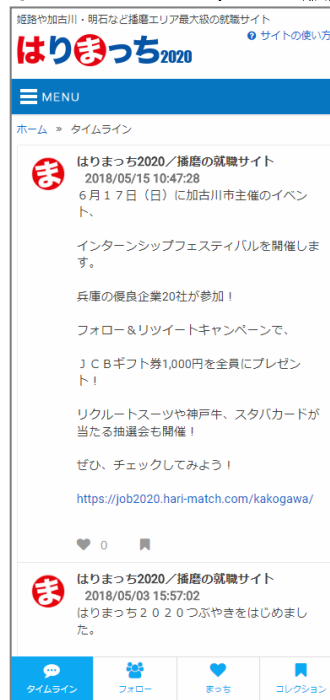 姫路や加古川・明石など播磨エリア最大級の就職サイト
はりまっち2020
サイトの使い方
MENU
ホーム » タイムライン
はりまっち2020／播磨の就職サイト
2018/05/15 10:47:28
６月１７日（日）に加古川市主催のイベン
ト、
インターンシップフェスティバルを開催しま
す。
兵庫の優良企業20社が参加！
フォロー＆リツイートキャンペーンで、
ＪＣＢギフト券1,000円を全員にプレゼン
ト！
リクルートスーツや神戸牛、スタバカードが
当たる抽選会も開催！
ぜひ、チェックしてみよう！
https://job2020.hari-match.com/kakogawa/
0
はりまっち2020／播磨の就職サイト
2018/05/03 15:57:02
はりまっち２０２０つぶやきをはじめまし
た。
タイムライン
フォロー
まっち
コレクション